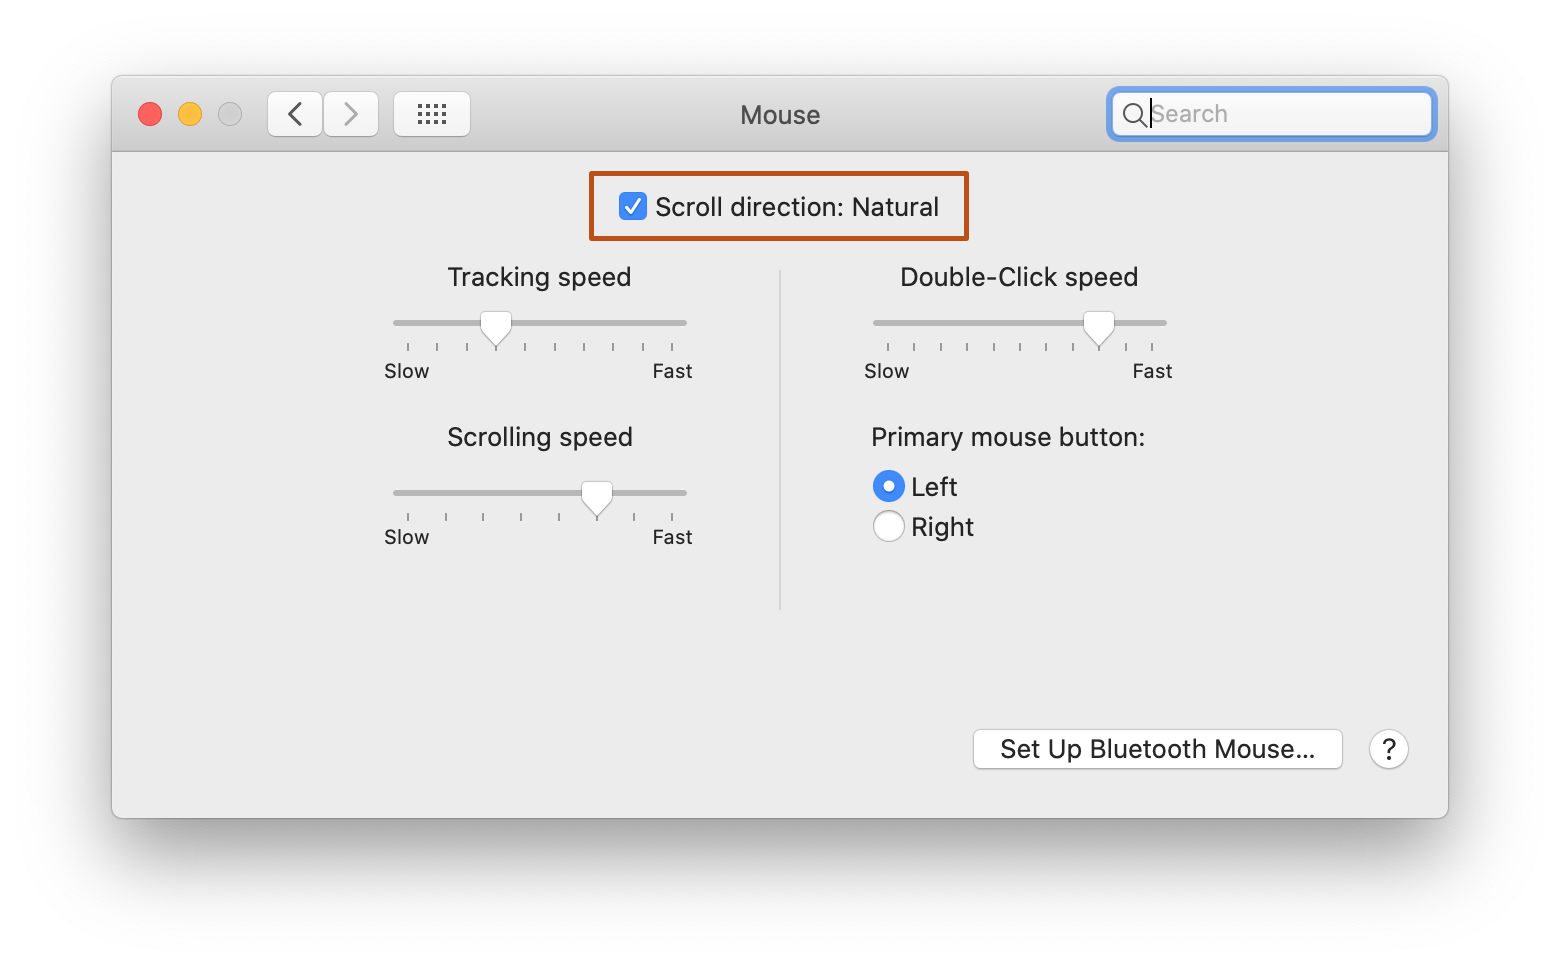 Mouse
Search
Scroll direction: Natural
Tracking speed
Slow Fast
Double-Click speed
Slow Fast
Scrolling speed
Slow Fast
Primary mouse button:
Left
Right
Set Up Bluetooth Mouse...
?